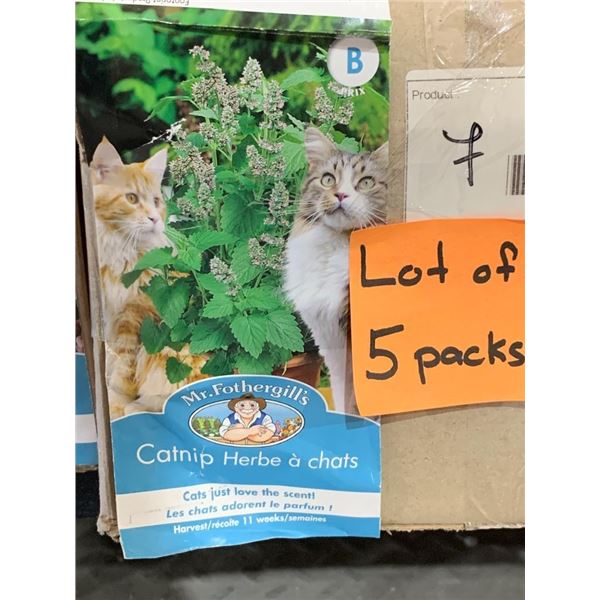 B
PRIX
Product
7
Lot of
5 packs
Mr. Fothergill's
Catnip Herbe à chats
Cats just love the scent!
Les chats adorent le parfum !
Harvest/récolte 11 weeks/semaines